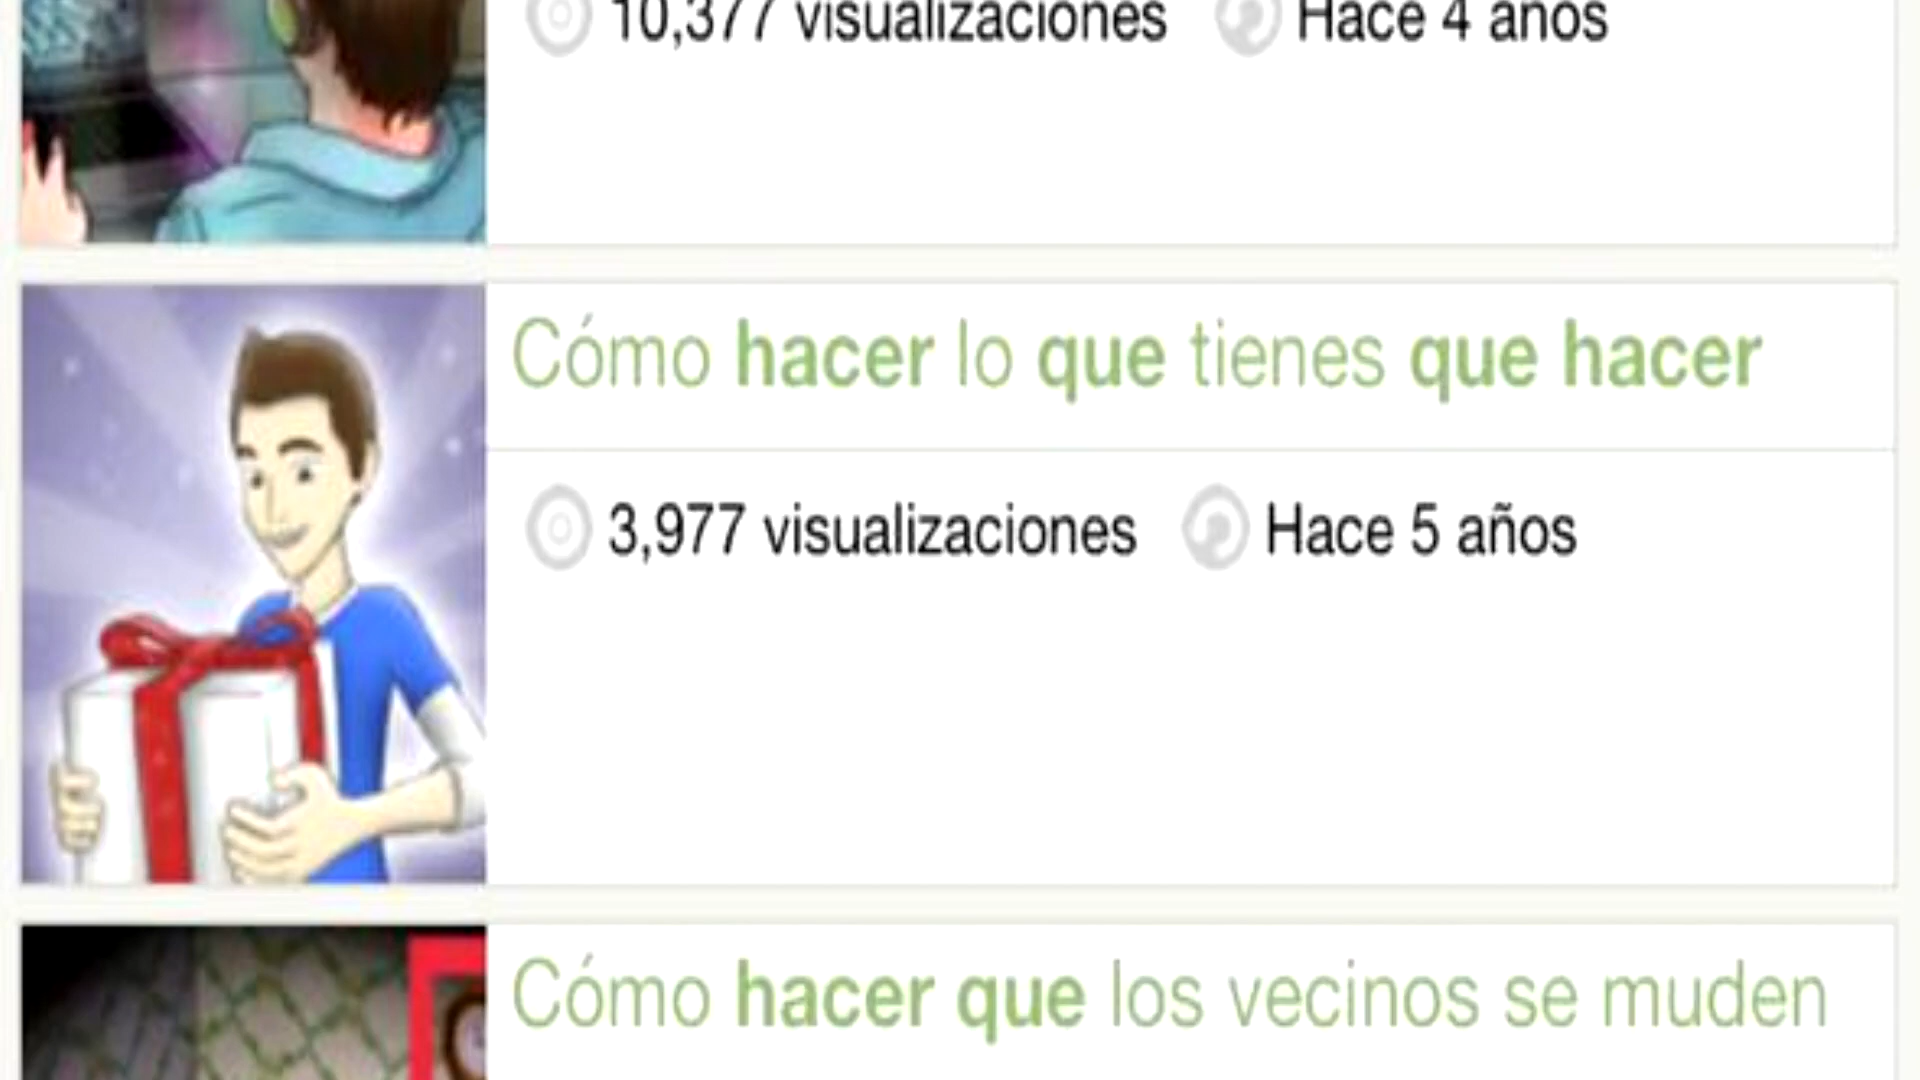 10,377 visualizaciones Hace 4 años
Cómo hacer lo que tienes que hacer
3,977 visualizaciones Hace 5 años
Cómo hacer que los vecinos se muden